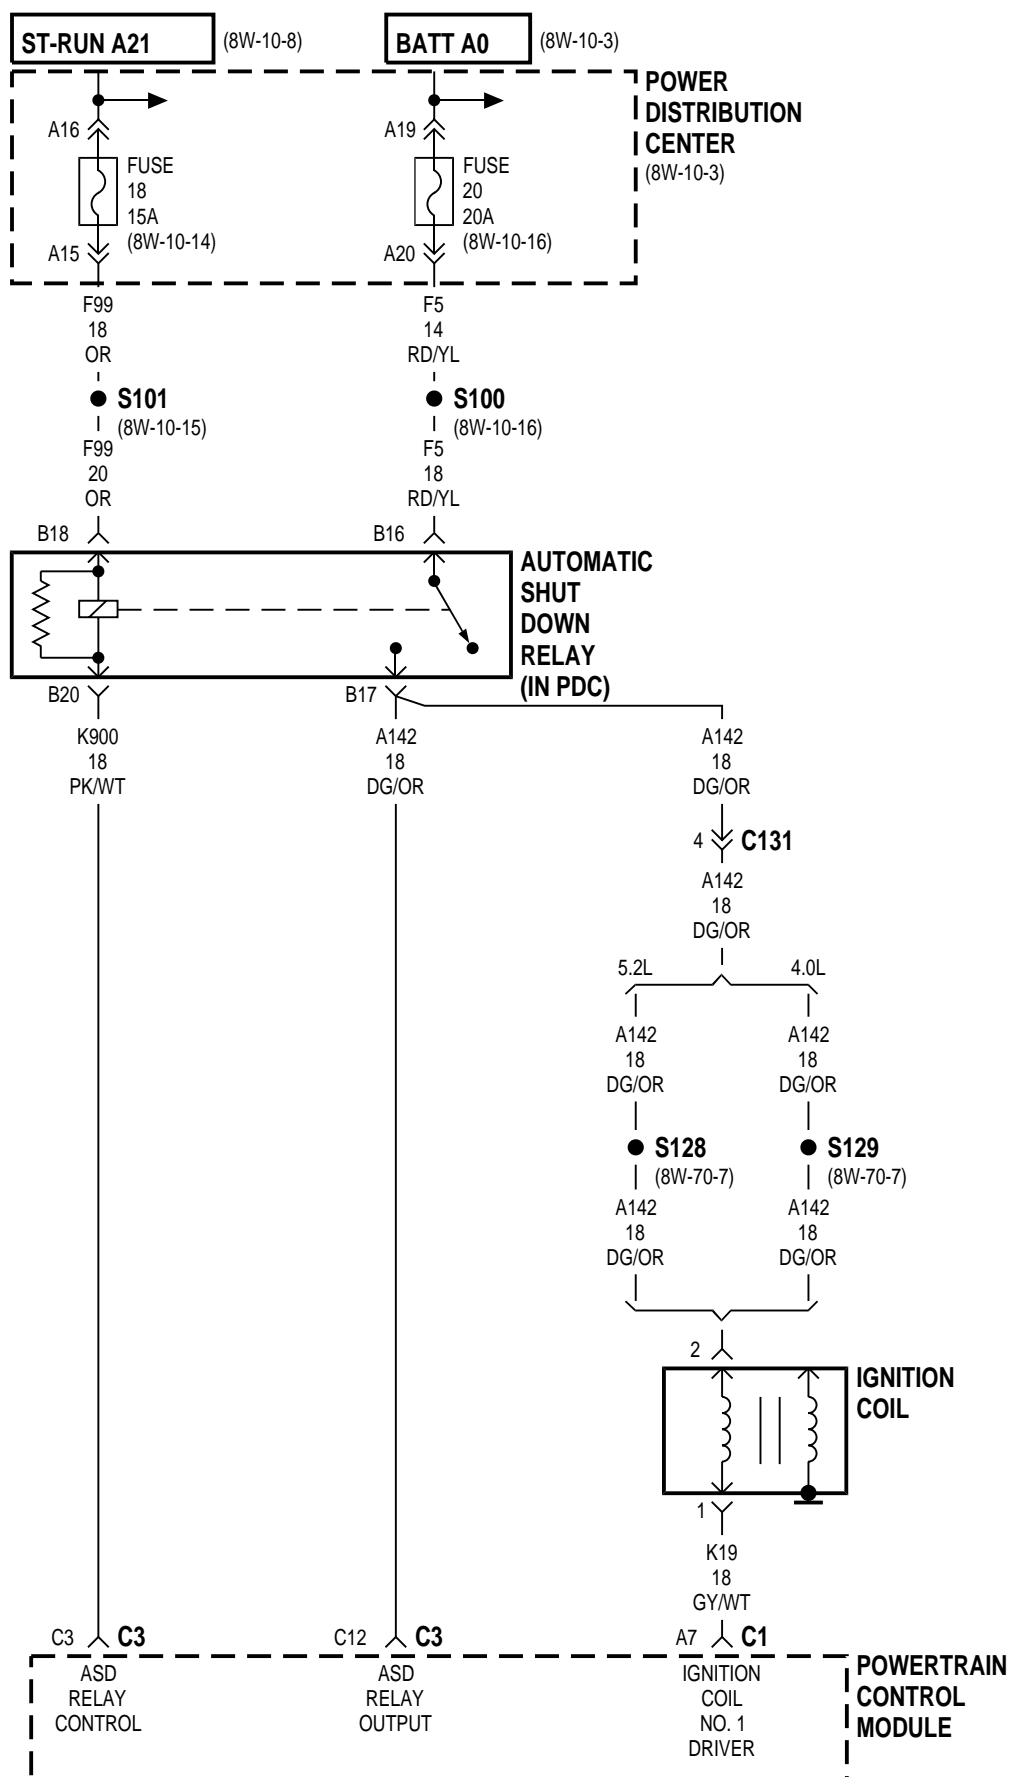 ST-RUN A21 (8W-10-8)
BATT A0 (8W-10-3)
POWER
DISTRIBUTION
CENTER
(8W-10-3)
A16
FUSE
18
15A
(8W-10-14)
A15
A19
FUSE
20
20A
(8W-10-16)
A20
F99
18
OR
S101
(8W-10-15)
F99
20
OR
F5
14
RD/YL
S100
(8W-10-16)
F5
18
RD/YL
B18
B16
AUTOMATIC
SHUT
DOWN
RELAY
(IN PDC)
B20
B17
K900
18
PK/WT
A142
18
DG/OR
A142
18
DG/OR
4 C131
A142
18
DG/OR
5.2L
4.0L
A142
18
DG/OR
S128
(8W-70-7)
A142
18
DG/OR
A142
18
DG/OR
S129
(8W-70-7)
A142
18
DG/OR
2
IGNITION
COIL
1
K19
18
GY/WT
C3 C3
C12 C3
A7 C1
ASD
RELAY
CONTROL
ASD
RELAY
OUTPUT
IGNITION
COIL
NO. 1
DRIVER
POWERTRAIN
CONTROL
MODULE